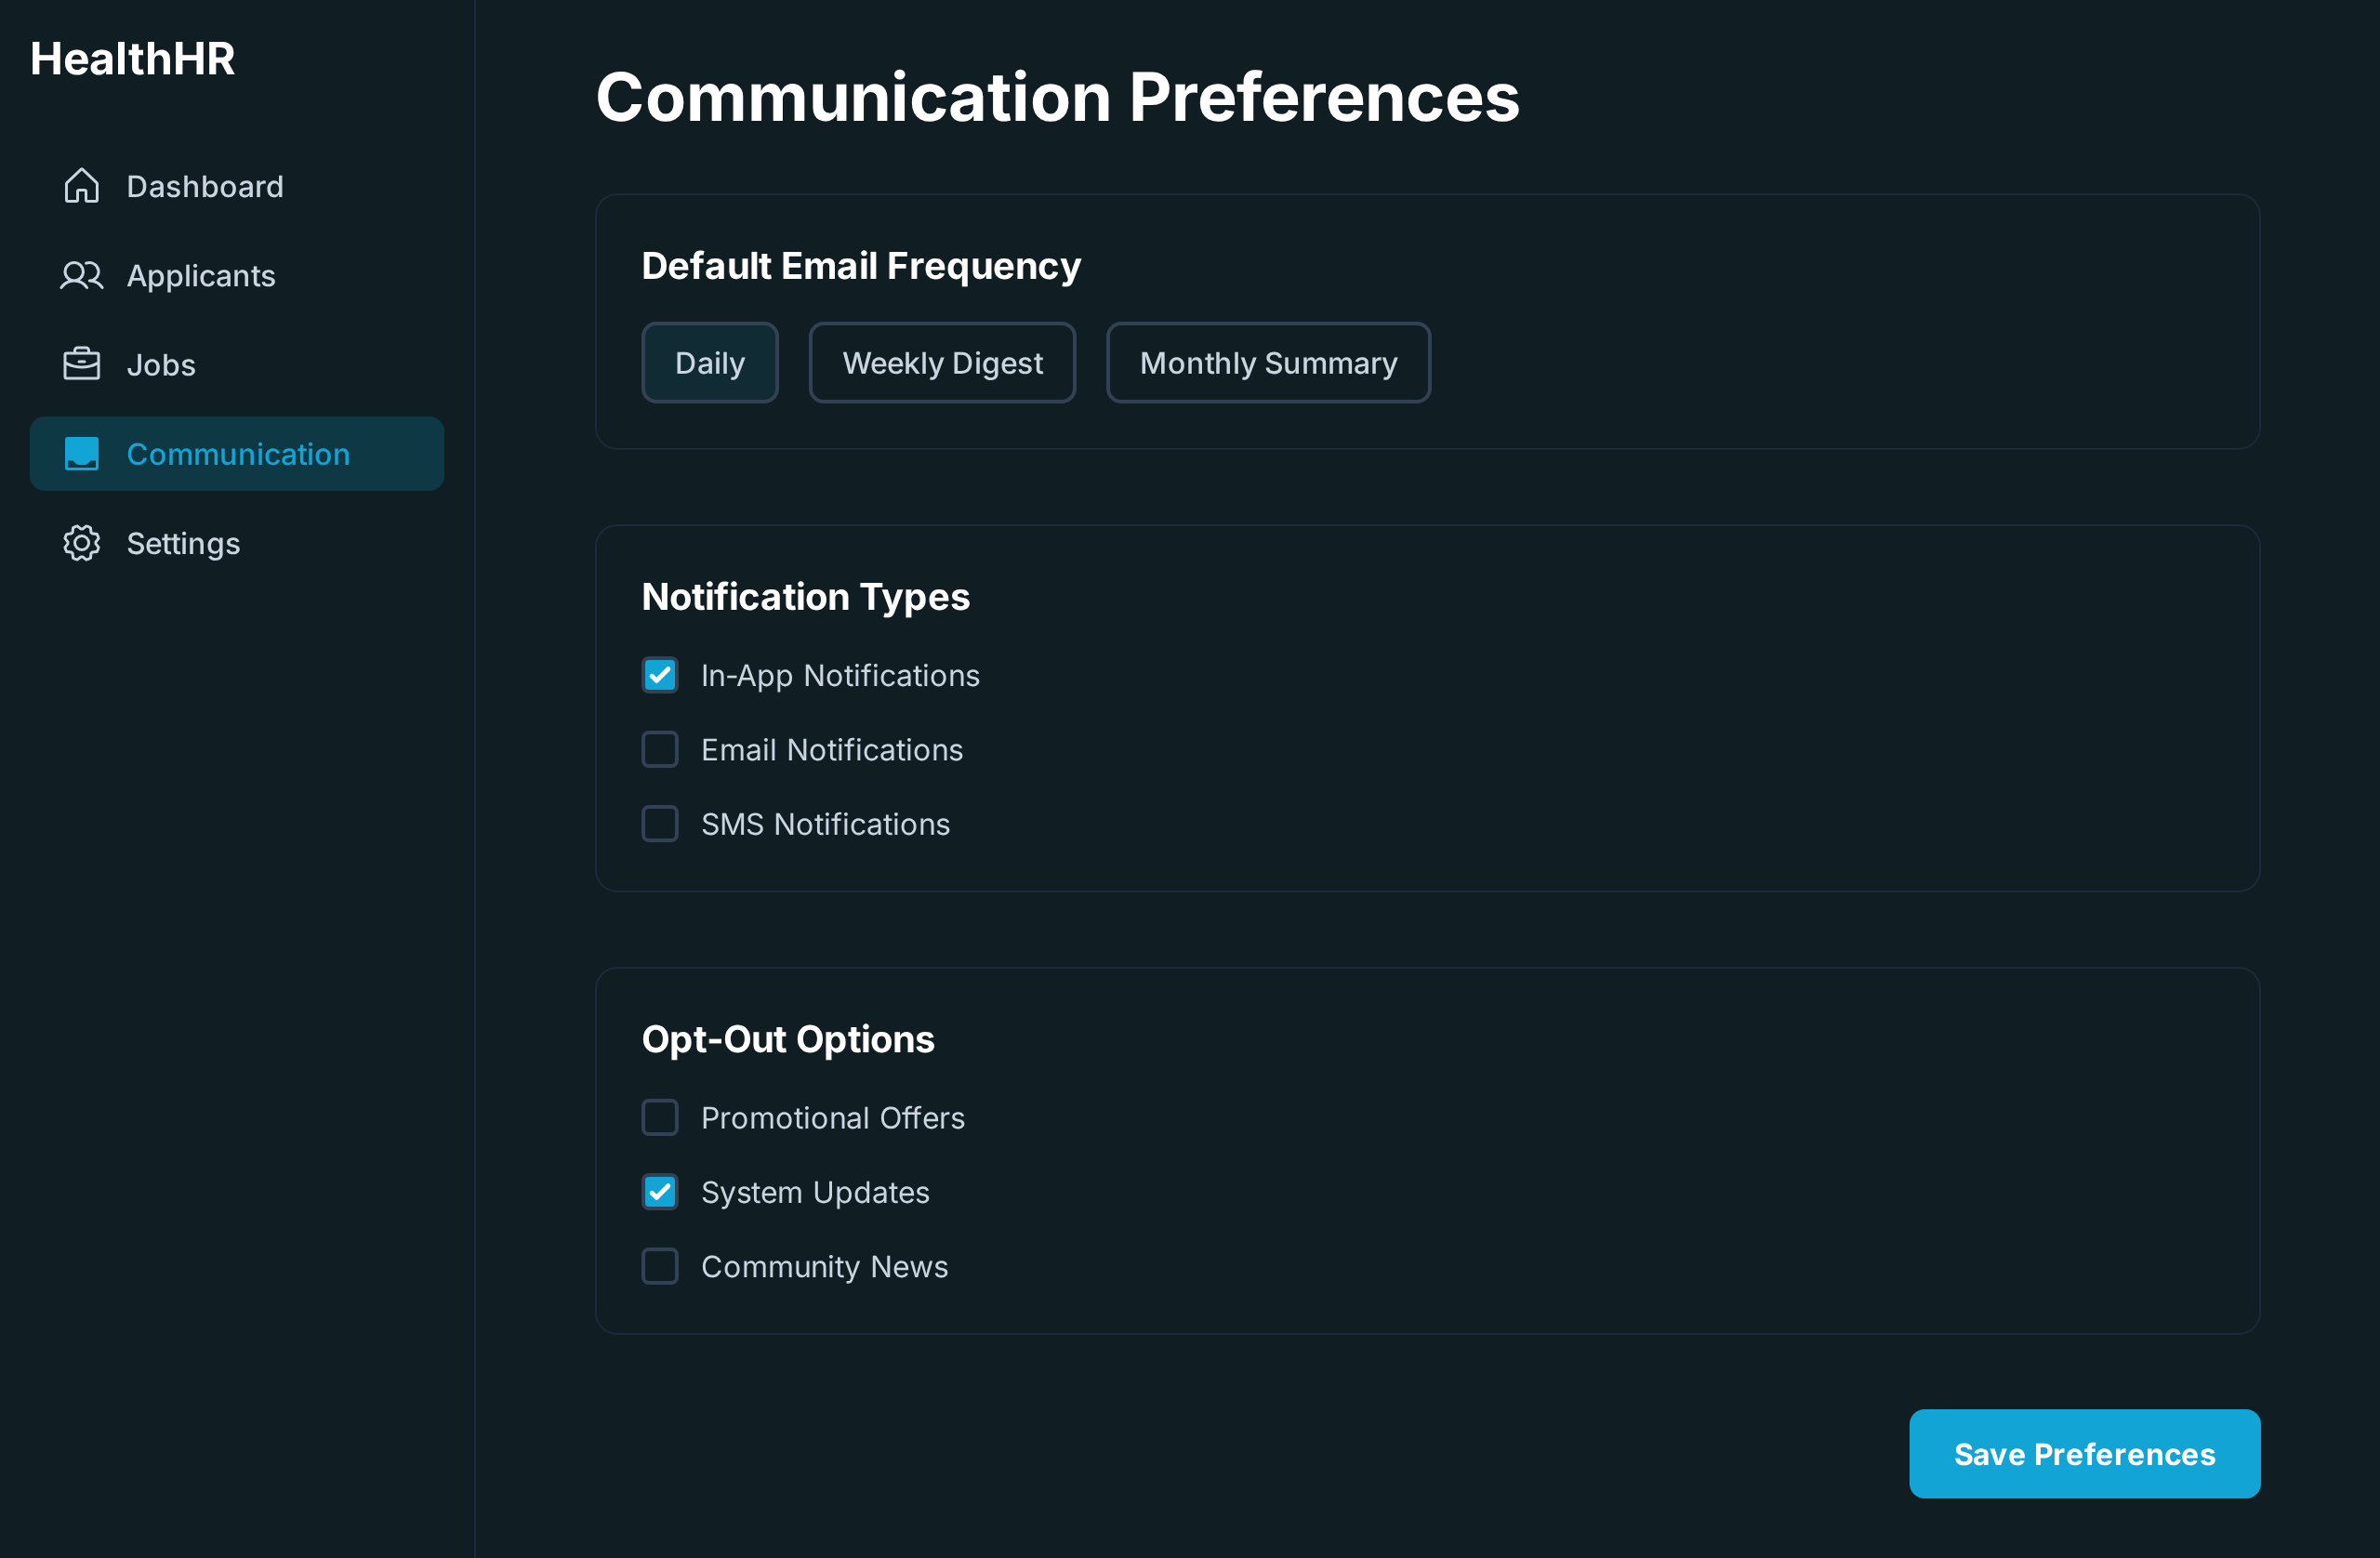 HealthHR
Dashboard
Applicants
Jobs
Communication
Settings
Communication Preferences
Default Email Frequency
Daily
Weekly Digest
Monthly Summary
Notification Types
In-App Notifications
Email Notifications
SMS Notifications
Opt-Out Options
Promotional Offers
System Updates
Community News
Save Preferences